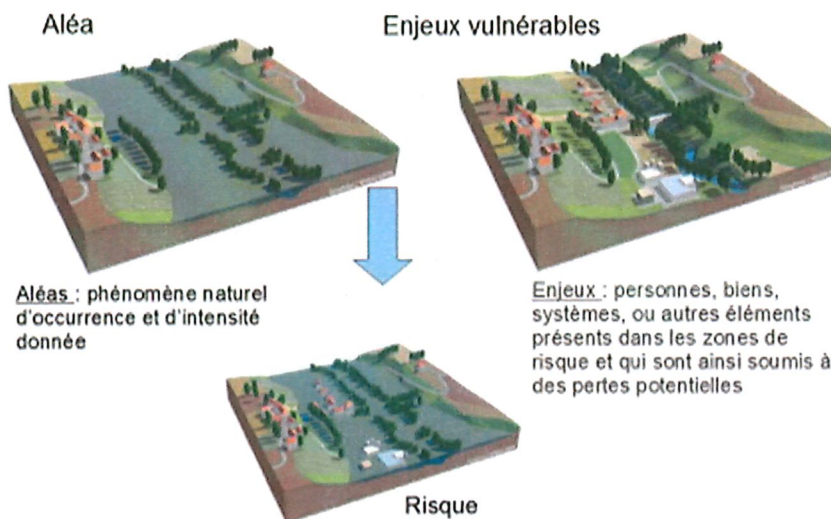 Aléa
Enjeux vulnérables
Aléas : phénomène naturel
d'occurrence et d'intensité
donnée
Enjeux : personnes, biens,
systèmes, ou autres éléments
présents dans les zones de
risque et qui sont ainsi soumis à
des pertes potentielles
Risque